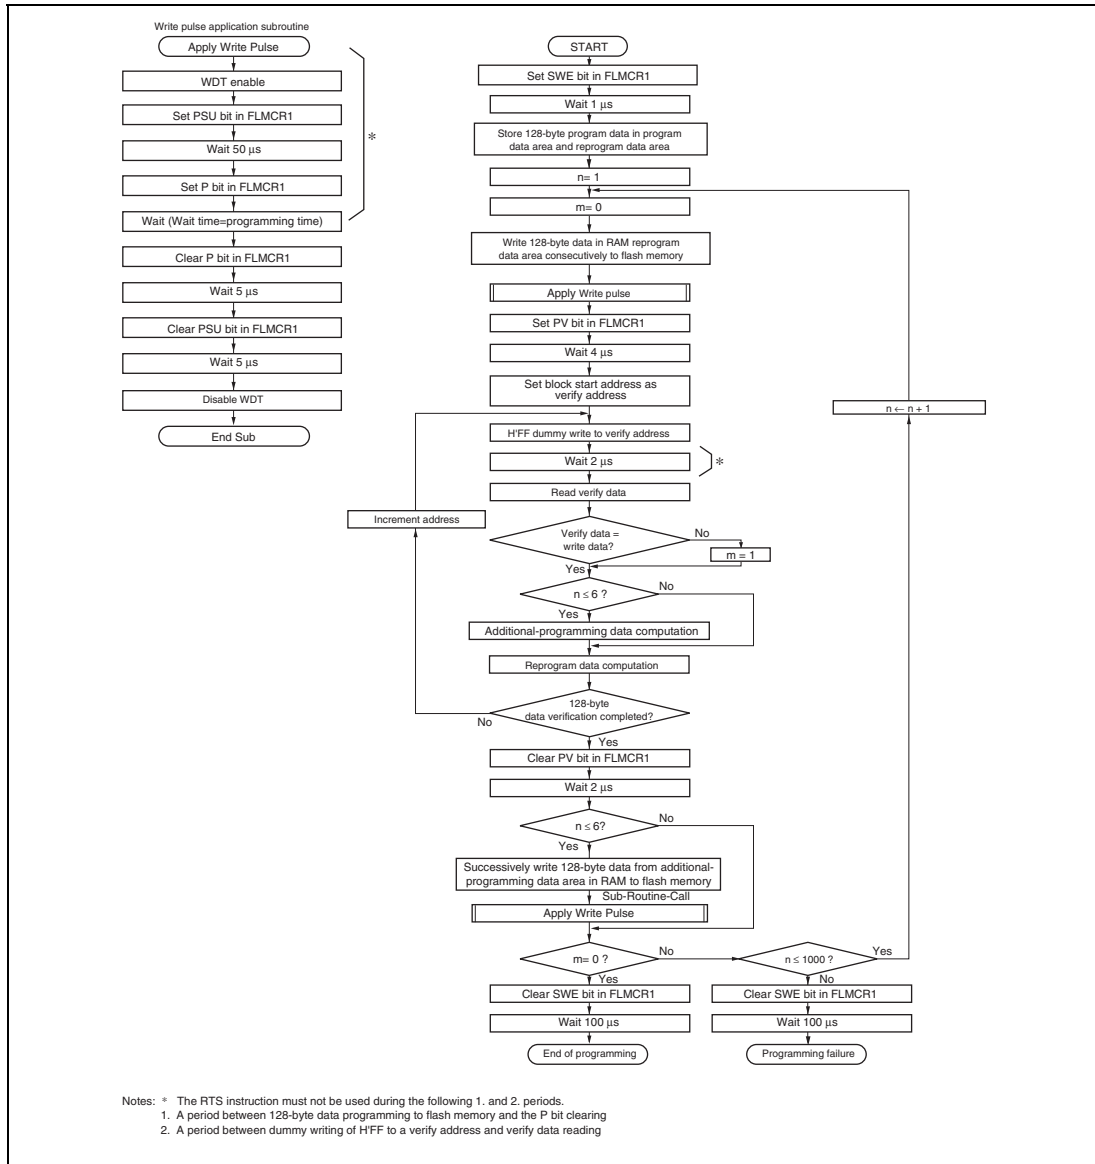 Write pulse application subroutine
Apply Write Pulse
WDT enable
Set PSU bit in FLMCR1
Wait 50 μs
Set P bit in FLMCR1
Wait (Wait time=programming time)
Clear P bit in FLMCR1
Wait 5 μs
Clear PSU bit in FLMCR1
Wait 5 μs
Disable WDT
End Sub
*
START
Set SWE bit in FLMCR1
Wait 1 μs
Store 128-byte program data in program
data area and reprogram data area
n= 1
m= 0
Write 128-byte data in RAM reprogram
data area consecutively to flash memory
Apply Write pulse
Set PV bit in FLMCR1
Wait 4 μs
Set block start address as
verify address
n ← n + 1
H'FF dummy write to verify address
Wait 2 μs
*
Read verify data
Increment address
Verify data =
write data?
No
m = 1
Yes
n ≤ 6 ?
No
Yes
Additional-programming data computation
Reprogram data computation
128-byte
data verification completed?
No
Yes
Clear PV bit in FLMCR1
Wait 2 μs
n ≤ 6?
No
Yes
Successively write 128-byte data from additional-
programming data area in RAM to flash memory
Sub-Routine-Call
Apply Write Pulse
m= 0 ?
No
n ≤ 1000 ?
Yes
Yes
No
Clear SWE bit in FLMCR1
Clear SWE bit in FLMCR1
Wait 100 μs
Wait 100 μs
End of programming
Programming failure
Notes: * The RTS instruction must not be used during the following 1. and 2. periods.
1. A period between 128-byte data programming to flash memory and the P bit clearing
2. A period between dummy writing of H'FF to a verify address and verify data reading